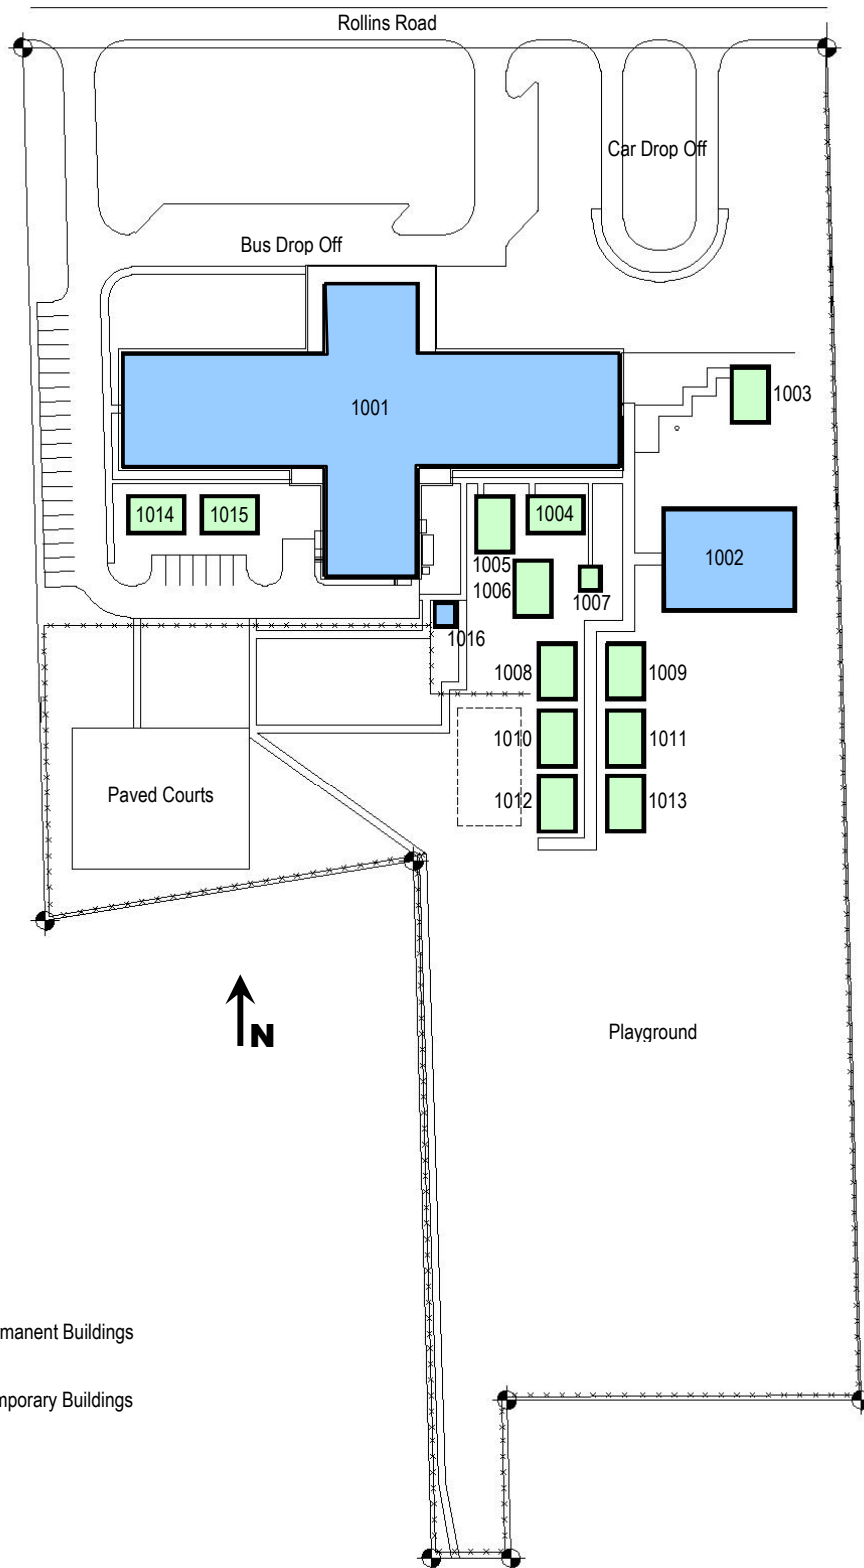 Rollins Road
Car Drop Off
Bus Drop Off
1003
1001
1014
1015
1004
1005
1002
1006
1007
1016
1008
1009
1010
1011
Paved Courts
1012
1013
N
Playground
manent Buildings
mporary Buildings